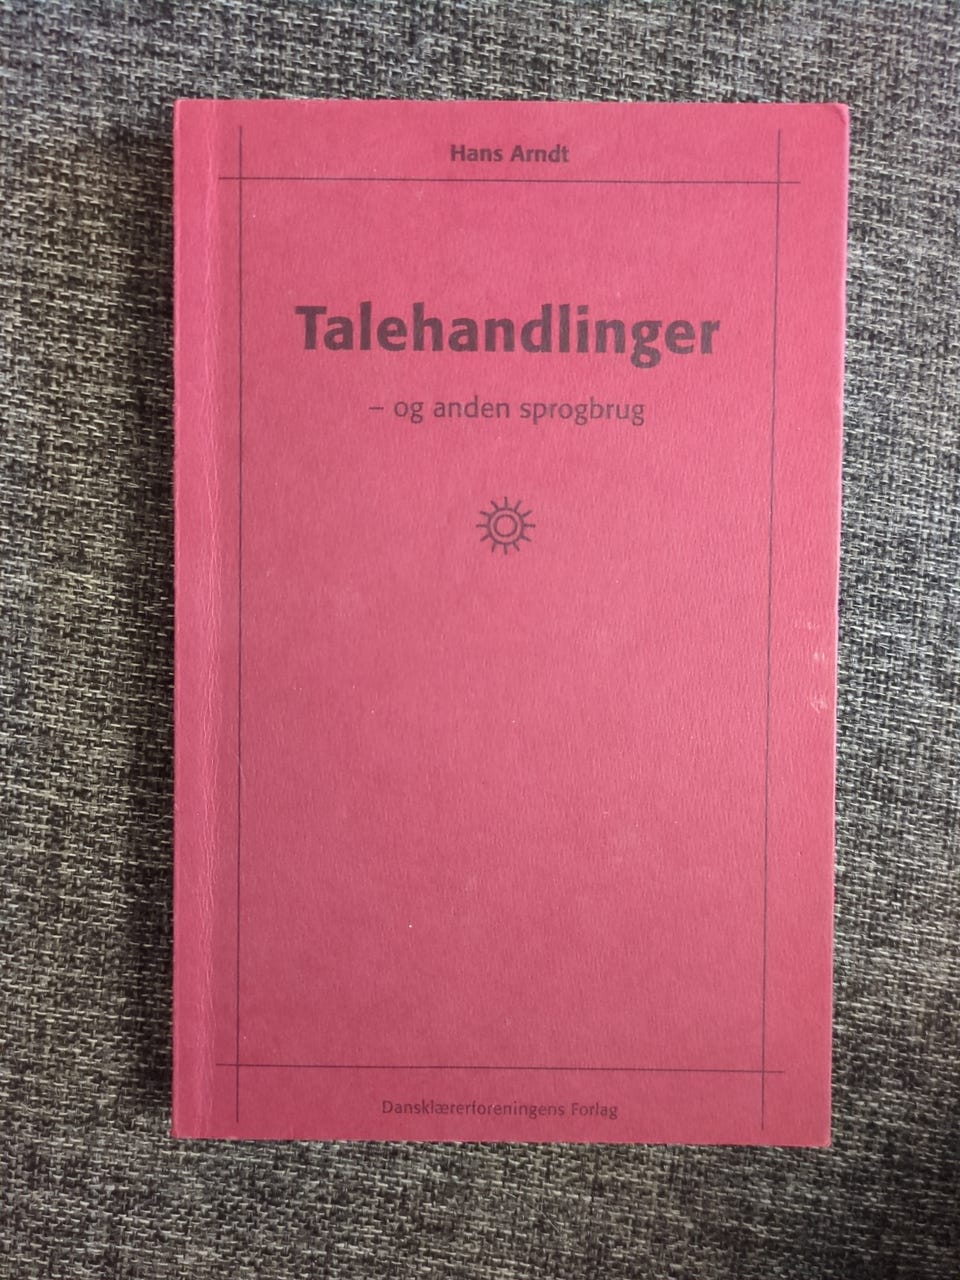 Hans Arndt
Talehandlinger
– og anden sprogbrug
Dansklærerforeningens Forlag